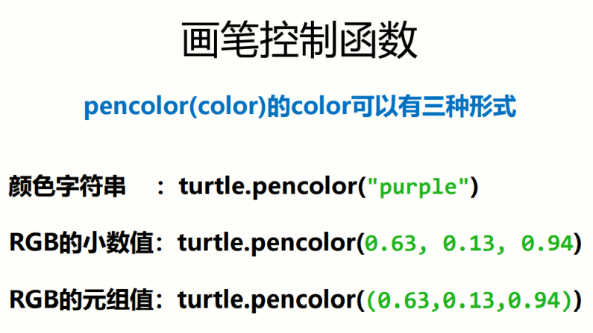 画笔控制函数
pencolor(color)的color可以有三种形式
颜色字符串 ：turtle.pencolor("purple")
RGB的小数值：turtle.pencolor(0.63, 0.13, 0.94)
RGB的元组值：turtle.pencolor((0.63,0.13,0.94))